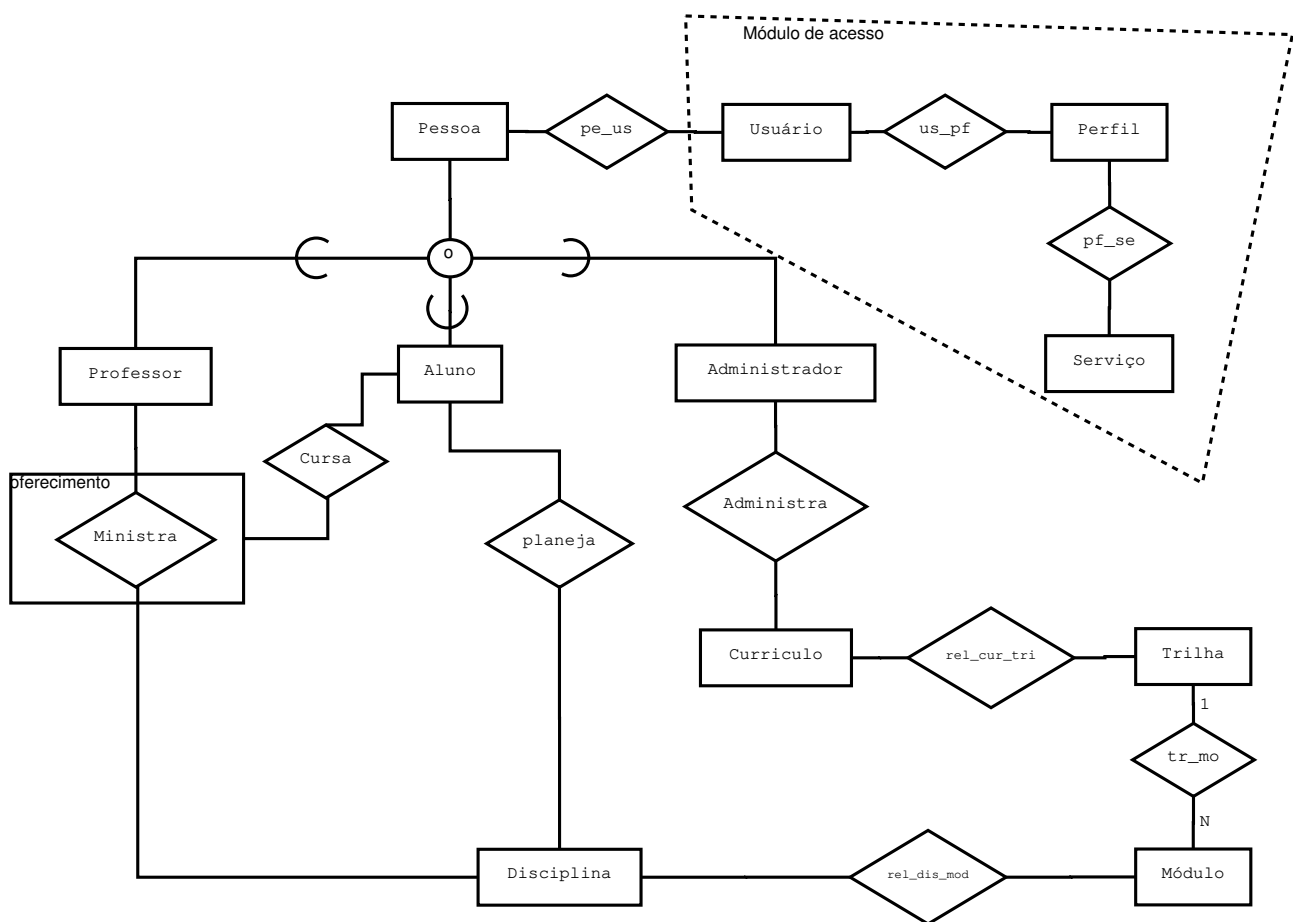 Módulo de acesso
Pessoa
pe_us
Usuário
us_pf
Perfil
pf_se
o
Professor
Aluno
Administrador
Serviço
Cursa
oferecimento
Ministra
planeja
Administra
Curriculo
rel_cur_tri
Trilha
1
tr_mo
N
Disciplina
rel_dis_mod
Módulo